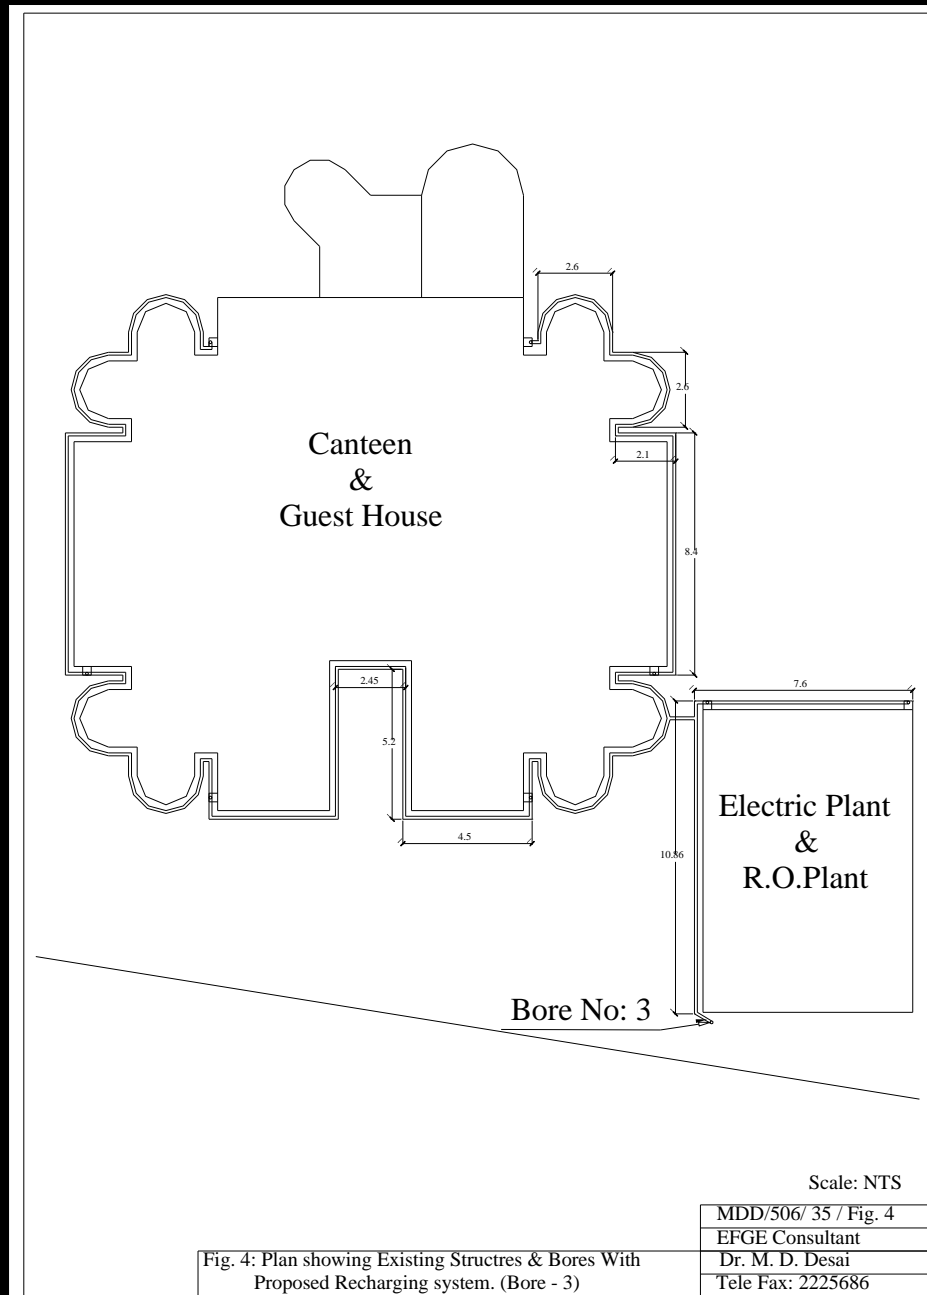 2.6
2.6
Canteen
&
Guest House
2.1
8.4
2.45
7.6
5.2
Electric Plant
&
R.O.Plant
4.5
10.86
Bore No: 3
Scale: NTS
MDD/506/ 35 / Fig. 4
EFGE Consultant
Fig. 4: Plan showing Existing Structres & Bores With
Proposed Recharging system. (Bore - 3)
Dr. M. D. Desai
Tele Fax: 2225686